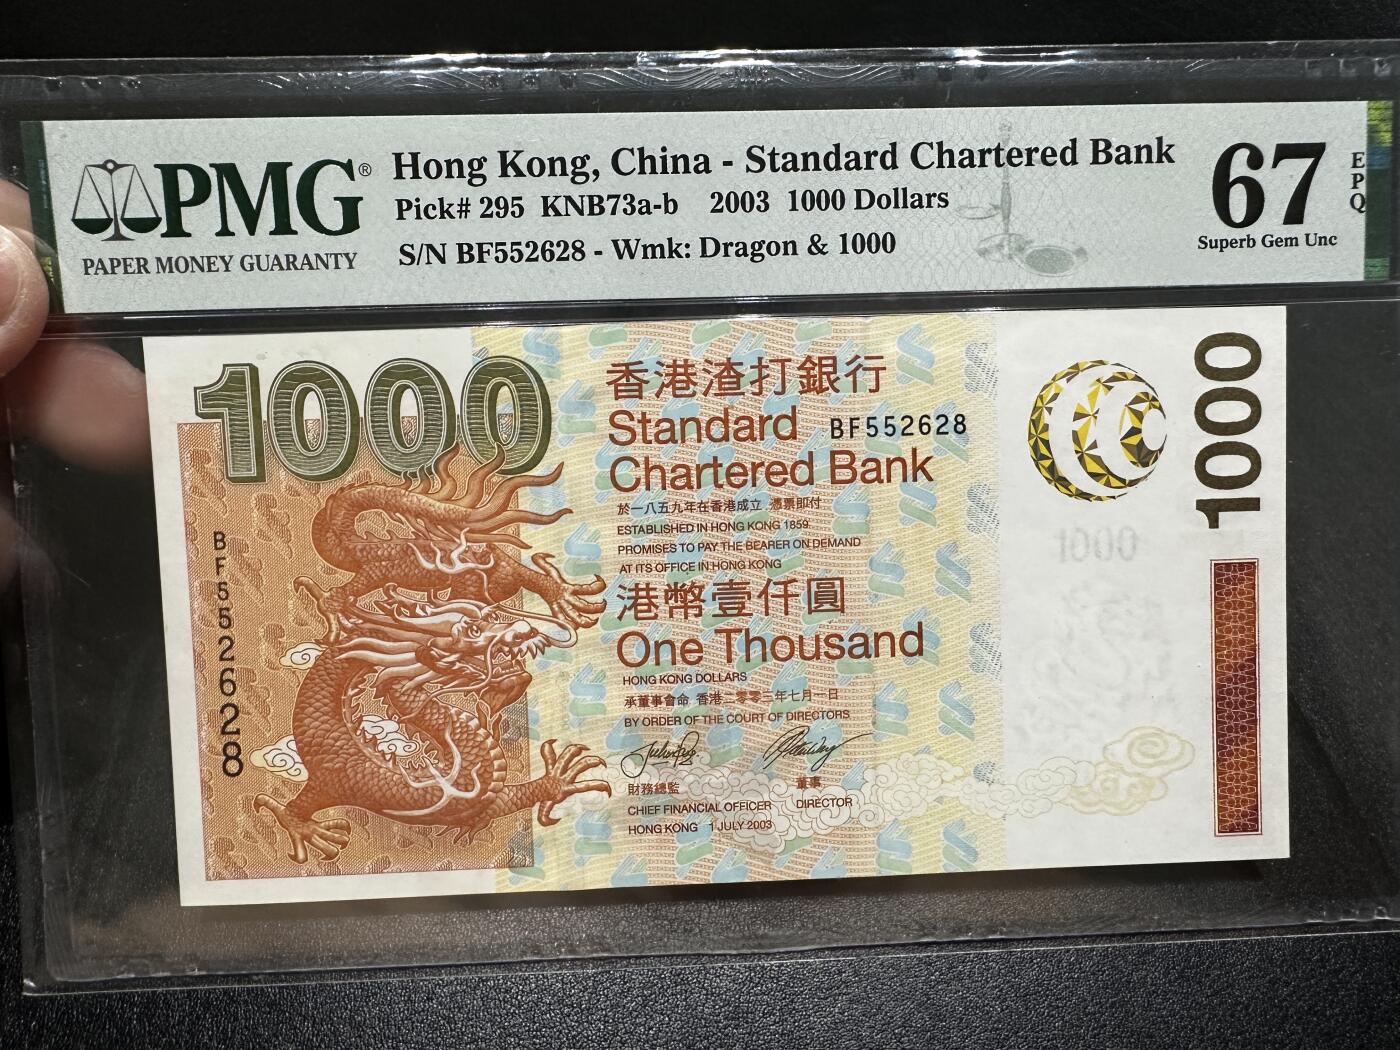 PMG®
PAPER MONEY GUARANTY
Hong Kong, China - Standard Chartered Bank
Pick# 295 KNB73a-b 2003 1000 Dollars
S/N BF552628 - Wmk: Dragon & 1000
67
EPQ
Superb Gem Unc
1000
香港渣打銀行
Standard
Chartered Bank
BF552628
於一八五九年在香港成立 憑票即付
ESTABLISHED IN HONG KONG 1859.
PROMISES TO PAY THE BEARER ON DEMAND
AT ITS OFFICE IN HONG KONG
港幣壹仟圓
One Thousand
HONG KONG DOLLARS
承董事會命 香港二零零三年七月一日
BY ORDER OF THE COURT OF DIRECTORS
財務總監 董事
CHIEF FINANCIAL OFFICER DIRECTOR
HONG KONG 1 JULY 2003
BF552628
1000
1000